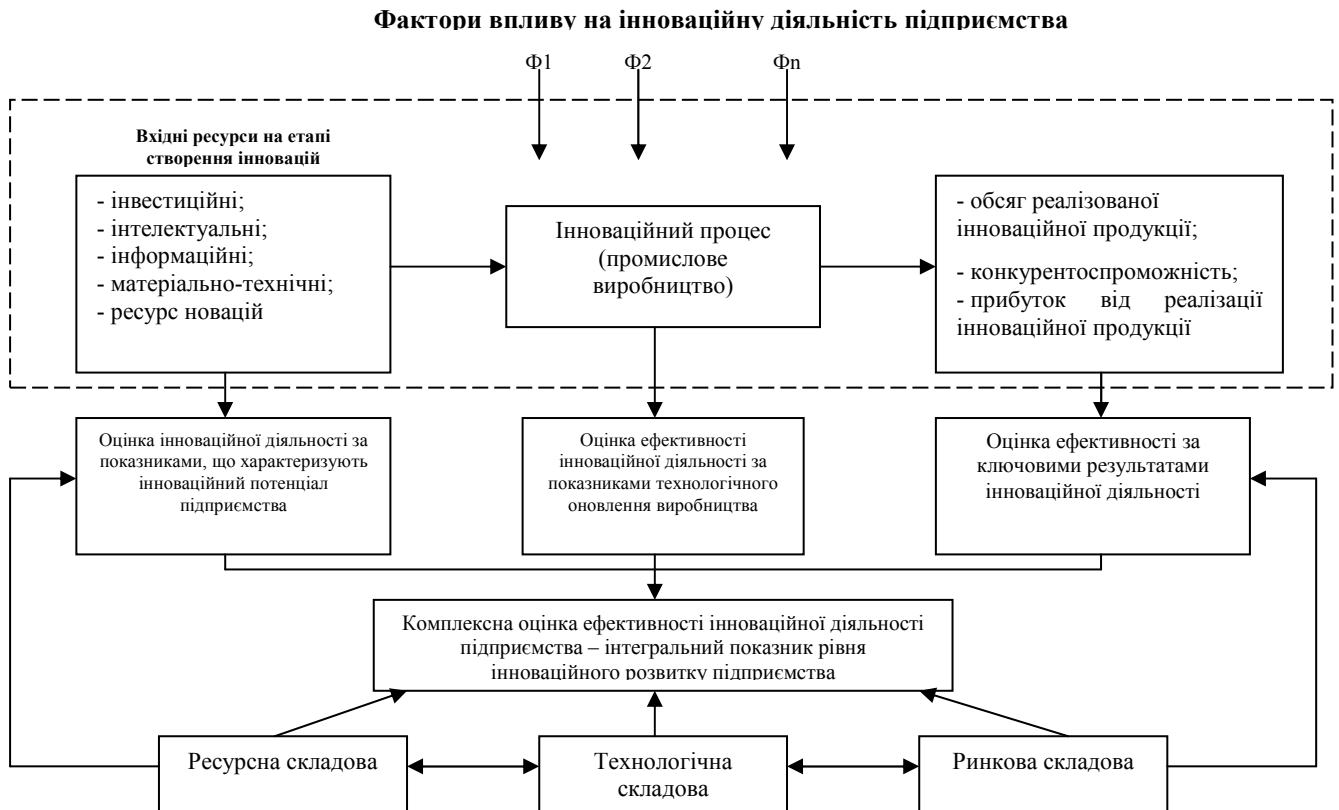 Фактори впливу на інноваційну діяльність підприємства
Ф1
Ф2
Фn
Вхідні ресурси на етапі
створення інновацій
- інвестиційні;
- інтелектуальні;
- інформаційні;
- матеріально-технічні;
- ресурс новацій
Інноваційний процес
(промислове
виробництво)
- обсяг реалізованої
інноваційної продукції;
- конкурентоспроможність;
- прибуток від реалізації
інноваційної продукції
Оцінка інноваційної діяльності за
показниками, що характеризують
інноваційний потенціал
підприємства
Оцінка ефективності
інноваційної діяльності за
показниками технологічного
оновлення виробництва
Оцінка ефективності за
ключовими результатами
інноваційної діяльності
Комплексна оцінка ефективності інноваційної діяльності
підприємства – інтегральний показник рівня
інноваційного розвитку підприємства
Ресурсна складова
Технологічна
складова
Ринкова складова